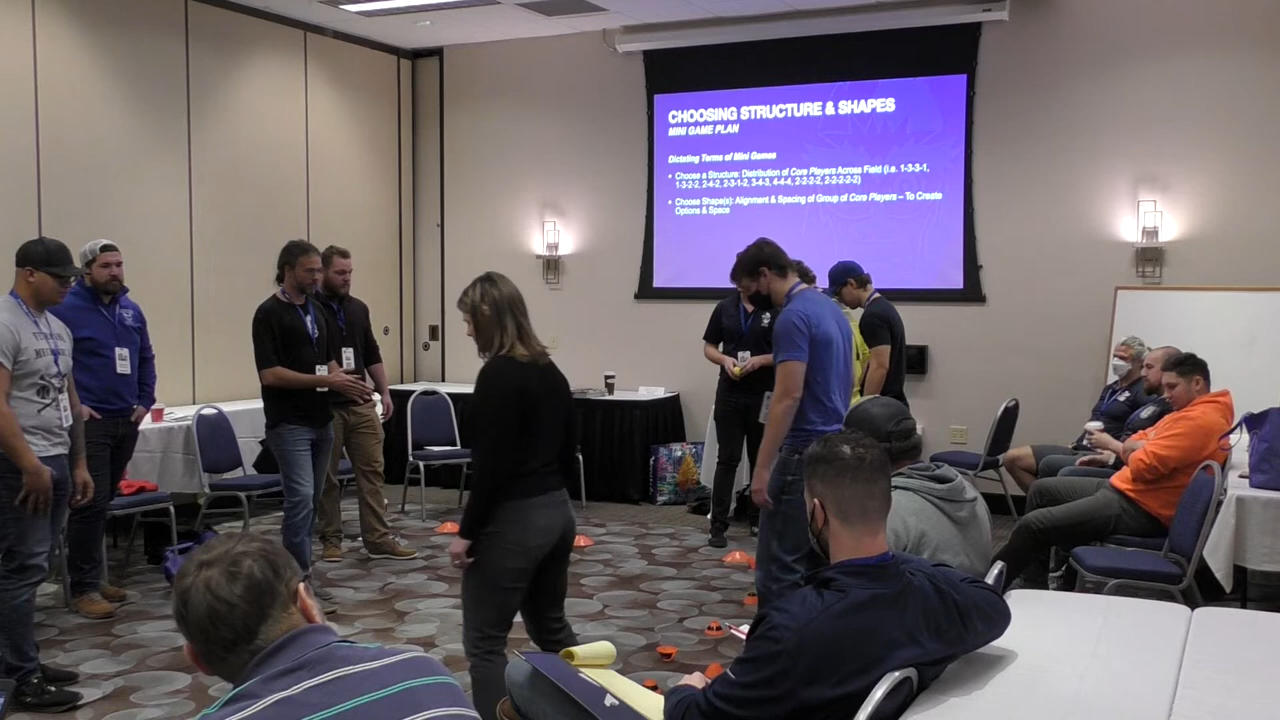 CHOOSING STRUCTURE & SHAPES
MINI GAME PLAN
Dictating Terms of Mini Games
• Choose a Structure: Distribution of Core Players Across Field (i.e. 1-3-3-1,
1-3-2-2, 2-4-2, 2-3-1-2, 3-4-3, 4-4-4, 2-2-2-2, 2-2-2-2-2)
• Choose Shape(s): Alignment & Spacing of Group of Core Players – To Create
Options & Space